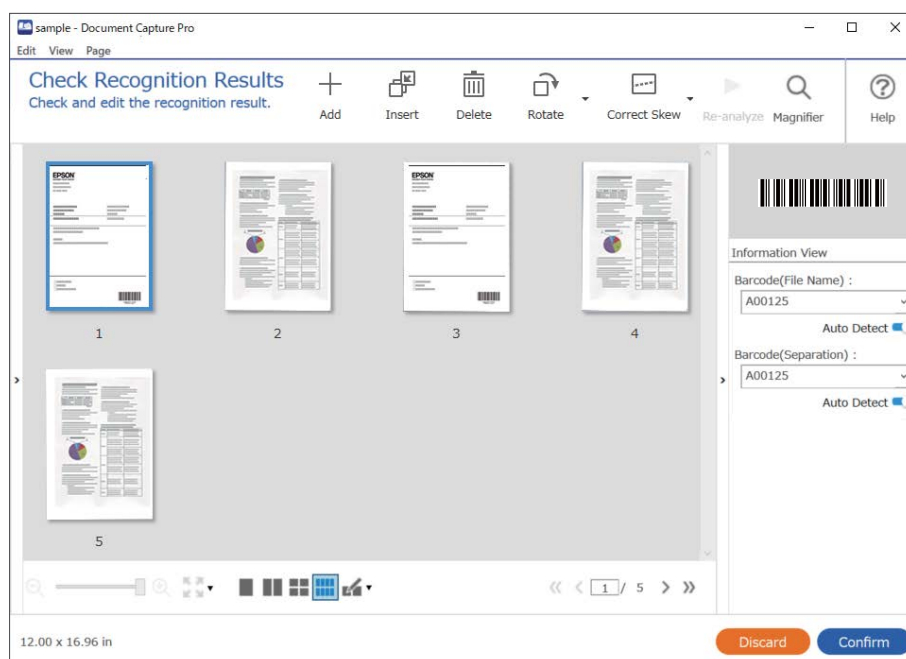 sample - Document Capture Pro
Edit View Page
Check Recognition Results
Check and edit the recognition result.
Add
Insert
Delete
Rotate
Correct Skew
Re-analyze
Magnifier
Help
EPSON
EPSON
1
2
3
4
5
Information View
Barcode(File Name) :
A00125
Auto Detect
Barcode(Separation) :
A00125
Auto Detect
1 / 5
12.00 x 16.96 in
Discard
Confirm